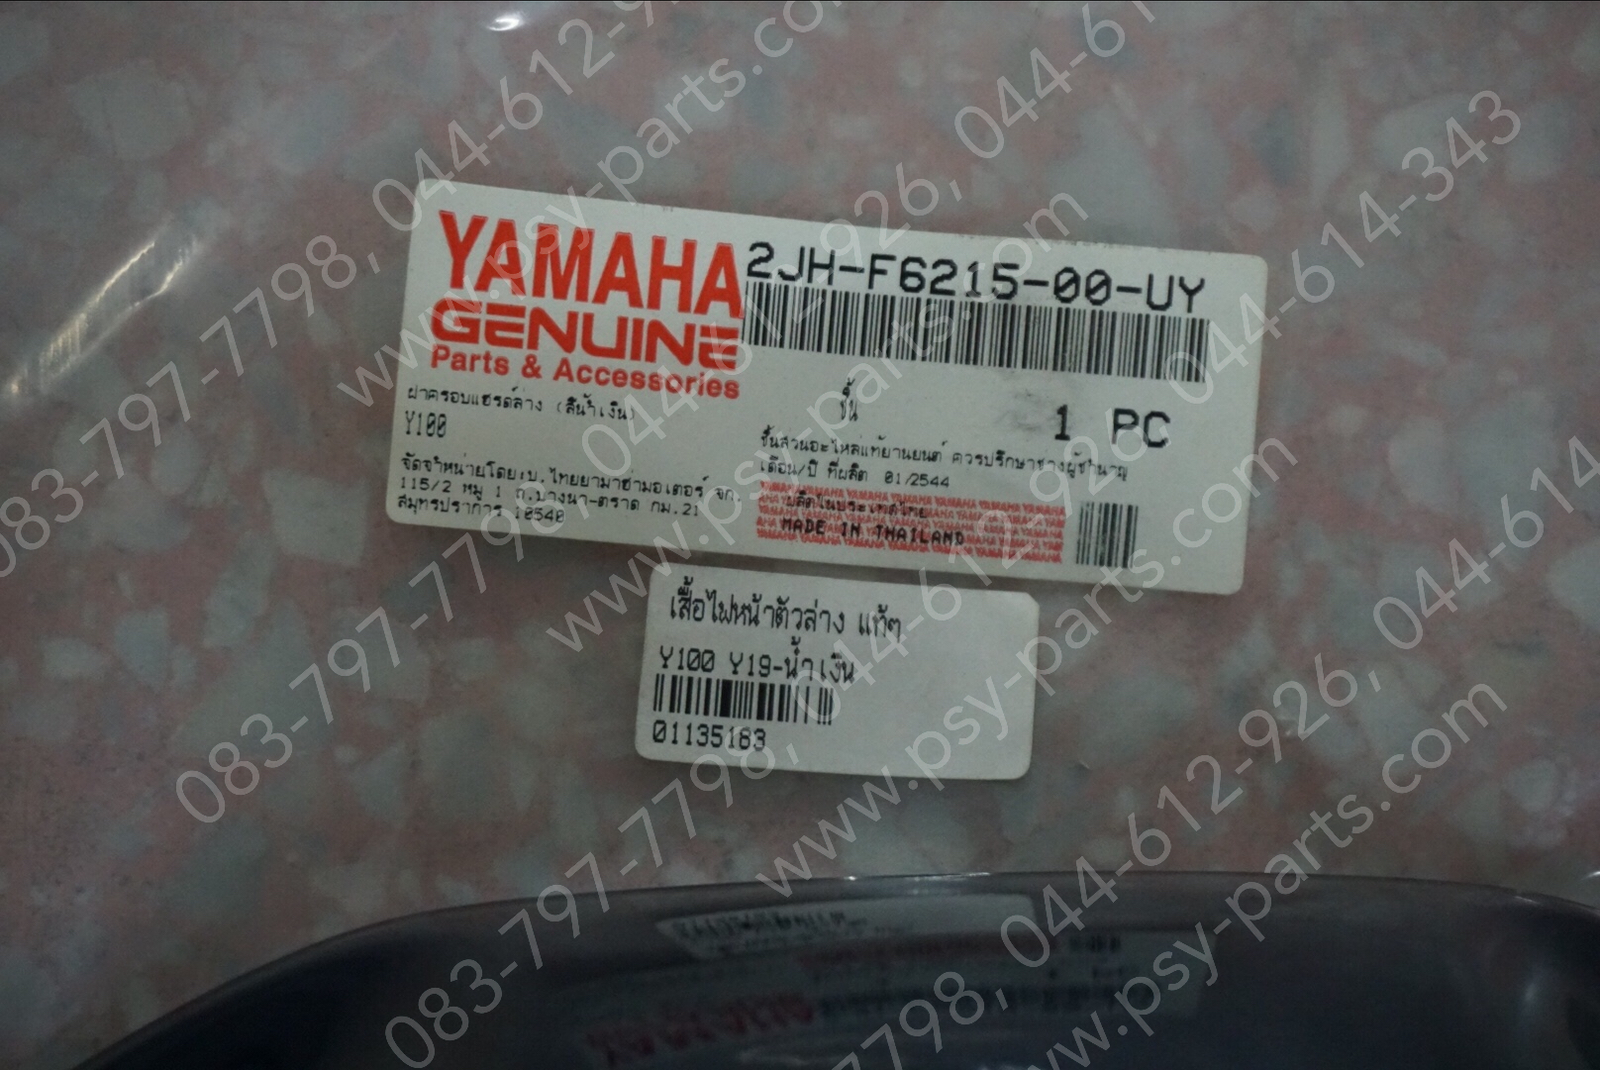 YAMAHA
GENUINE
Parts & Accessories
2JH-F6215-00-UY
ฝาครอบแฮรด์ล่าง (สีน้ำเงิน)
Y100
ชิ้น 1 PC
จัดจำหน่ายโดย:บ.ไทยยามาฮ่ามอเตอร์ จก.
115/2 หมู่ 1 ถ.บางนา-ตราด กม.21
สมุทรปราการ 10540
ชิ้นส่วนอะไหล่แท้ยานยนต์ ควรปรึกษาช่างผู้ชำนาญ
เดือน/ปี ที่ผลิต 01/2544
ผลิตในประเทศไทย
MADE IN THAILAND
เสื้อไฟหน้าตัวล่าง แท้ๆ
Y100 Y19-น้ำเงิน
01135183
083-797-7798, 044-612-926, 044-614-343
www.psy-parts.com